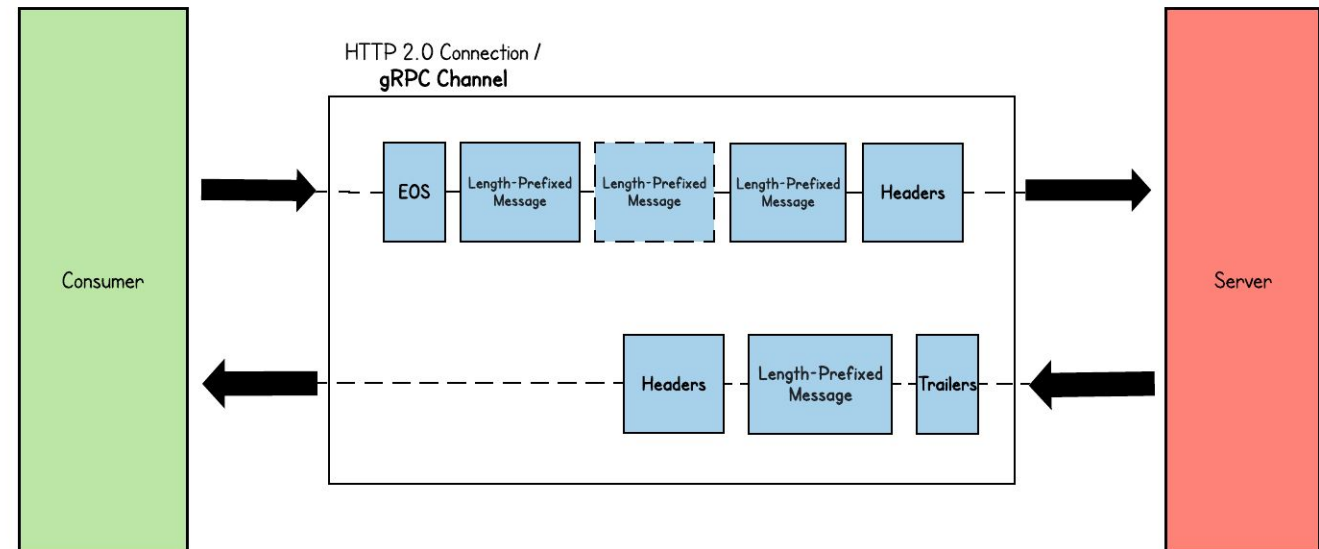 HTTP 2.0 Connection /
gRPC Channel
EOS
Length-Prefixed
Message
Length-Prefixed
Message
Length-Prefixed
Message
Headers
Consumer
Server
Headers
Length-Prefixed
Message
Trailers